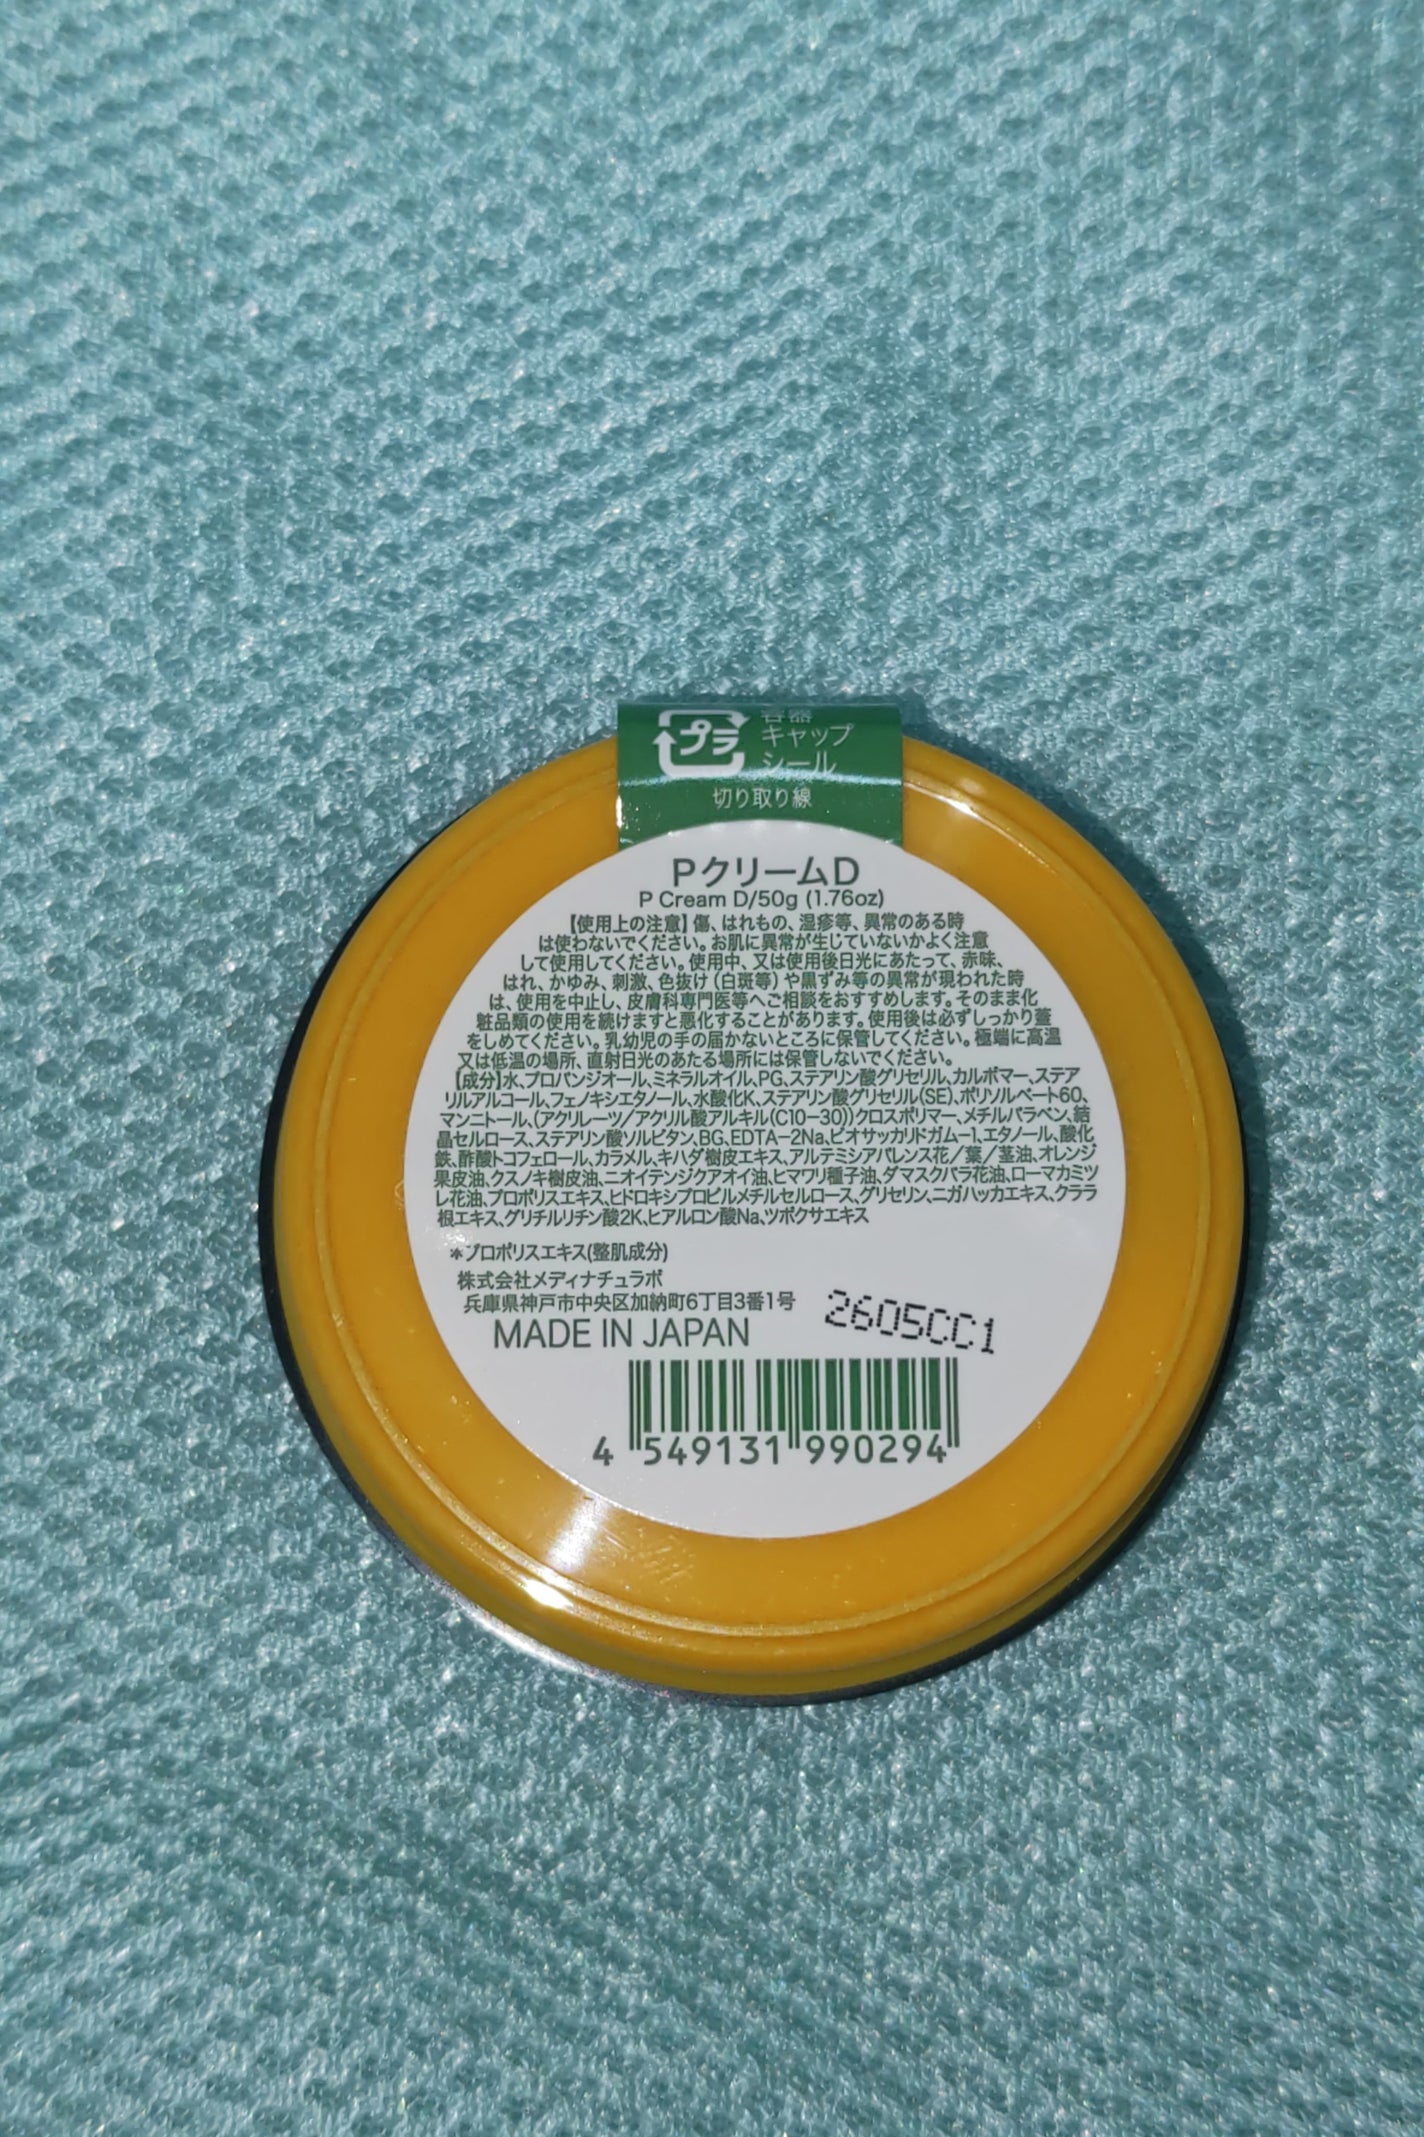 プラ
容器
キャップ
シール
切り取り線
PクリームD
P Cream D/50g (1.76oz)
【使用上の注意】傷、はれもの、湿疹等、異常のある時
は使わないでください。お肌に異常が生じていないかよく注意
して使用してください。使用中、又は使用後日光にあたって、赤味、
はれ、かゆみ、刺激、色抜け(白斑等)や黒ずみ等の異常が現われた時
は、使用を中止し、皮膚科専門医等へご相談をおすすめします。そのまま化
粧品類の使用を続けますと悪化することがあります。使用後は必ずしっかり蓋
をしめてください。乳幼児の手の届かないところに保管してください。極端に高温
又は低温の場所、直射日光のあたる場所には保管しないでください。
【成分】水、プロパンジオール、ミネラルオイル、PG、ステアリン酸グリセリル、カルボマー、ステア
リルアルコール、フェノキシエタノール、水酸化K、ステアリン酸グリセリル(SE)、ポリソルベート60、
マンニトール、(アクリレーツ/アクリル酸アルキル(C10-30))クロスポリマー、メチルパラベン、結
晶セルロース、ステアリン酸ソルビタン、BG、EDTA-2Na、ビオサッカリドガム-1、エタノール、酸化
鉄、酢酸トコフェロール、カラメル、キハダ樹皮エキス、アルテミシアパレンス花/葉/茎油、オレンジ
果皮油、クスノキ樹皮油、ニオイテンジクアオイ油、ヒマワリ種子油、ダマスクバラ花油、ローマカミツ
レ花油、プロポリスエキス、ヒドロキシプロピルメチルセルロース、グリセリン、ニガハッカエキス、クララ
根エキス、グリチルリチン酸2K、ヒアルロン酸Na、ツボクサエキス
*プロポリスエキス(整肌成分)
株式会社メディナチュラボ
兵庫県神戸市中央区加納町6丁目3番1号
MADE IN JAPAN
2605CC1
4 549131 990294